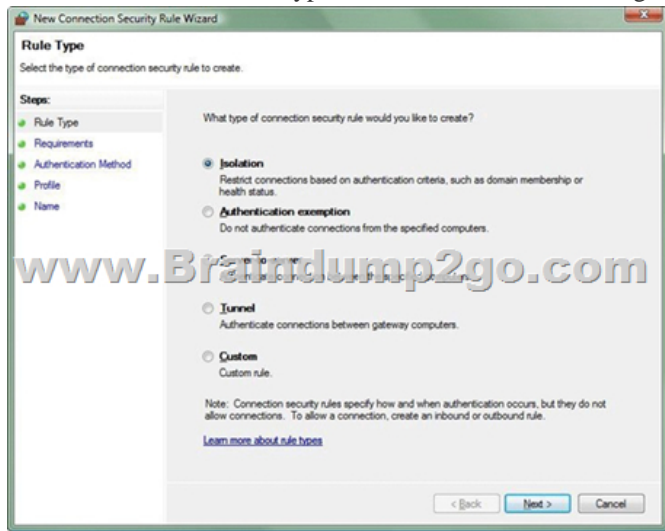 yp
New Connection Security Rule Wizard
Rule Type
Select the type of connection security rule to create.
Steps:
Rule Type
Requirements
Authentication Method
Profile
Name
What type of connection security rule would you like to create?
Isolation
Restrict connections based on authentication criteria, such as domain membership or
health status.
Authentication exemption
Do not authenticate connections from the specified computers.
www.Braindump2go.com
Tunnel
Authenticate connections between gateway computers.
Custom
Custom rule.
Note: Connection security rules specify how and when authentication occurs, but they do not
allow connections. To allow a connection, create an inbound or outbound rule.
Learn more about rule types
< Back
Next >
Cancel